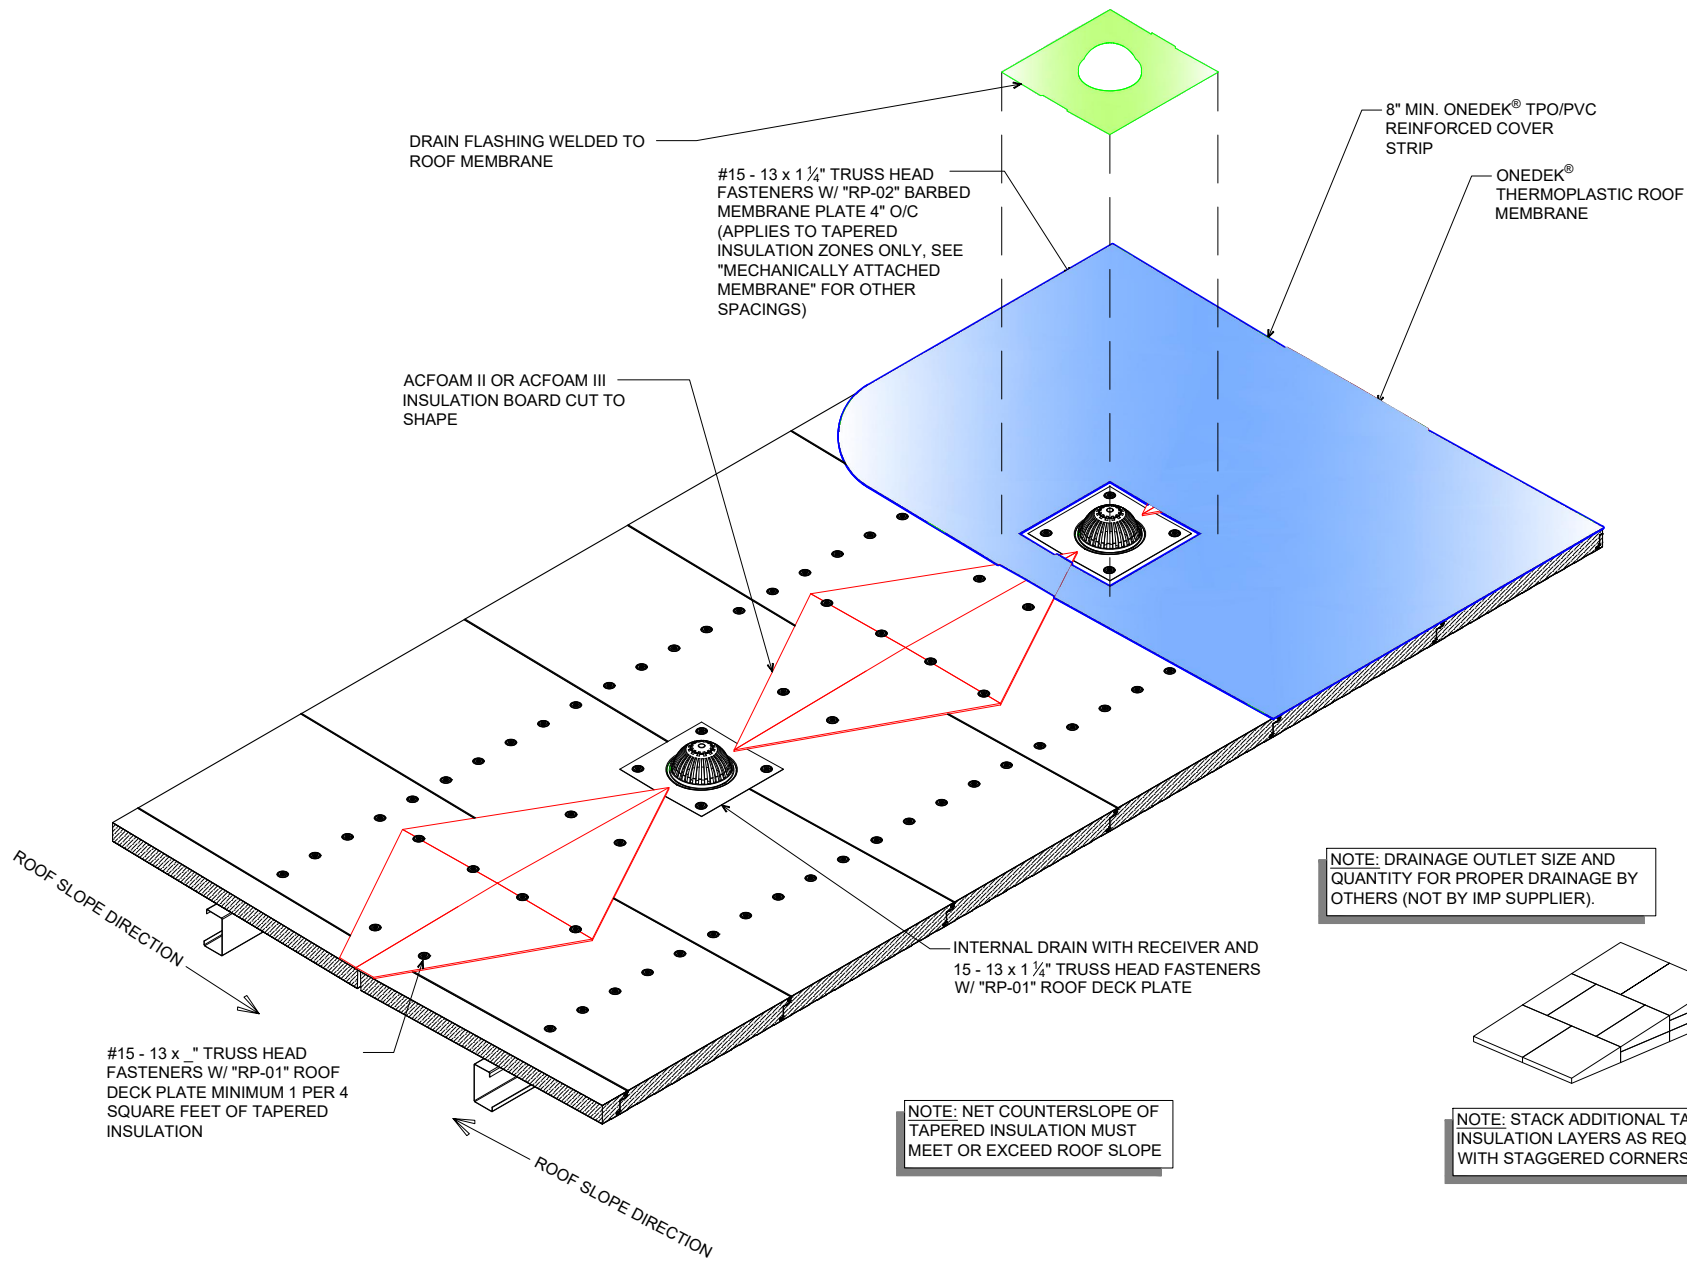 DRAIN FLASHING WELDED TO
ROOF MEMBRANE
#15 - 13 x 1 ¼" TRUSS HEAD
FASTENERS W/ "RP-02" BARBED
MEMBRANE PLATE 4" O/C
(APPLIES TO TAPERED
INSULATION ZONES ONLY, SEE
"MECHANICALLY ATTACHED
MEMBRANE" FOR OTHER
SPACINGS)
8" MIN. ONEDEK® TPO/PVC
REINFORCED COVER
STRIP
ONEDEK®
THERMOPLASTIC ROOF
MEMBRANE
ACFOAM II OR ACFOAM III
INSULATION BOARD CUT TO
SHAPE
ROOF SLOPE DIRECTION
NOTE: DRAINAGE OUTLET SIZE AND
QUANTITY FOR PROPER DRAINAGE BY
OTHERS (NOT BY IMP SUPPLIER).
INTERNAL DRAIN WITH RECEIVER AND
15 - 13 x 1 ¼" TRUSS HEAD FASTENERS
W/ "RP-01" ROOF DECK PLATE
#15 - 13 x _" TRUSS HEAD
FASTENERS W/ "RP-01" ROOF
DECK PLATE MINIMUM 1 PER 4
SQUARE FEET OF TAPERED
INSULATION
NOTE: NET COUNTERSLOPE OF
TAPERED INSULATION MUST
MEET OR EXCEED ROOF SLOPE
NOTE: STACK ADDITIONAL
INSULATION LAYERS AS
WITH STAGGERED CORNERS
ROOF SLOPE DIRECTION